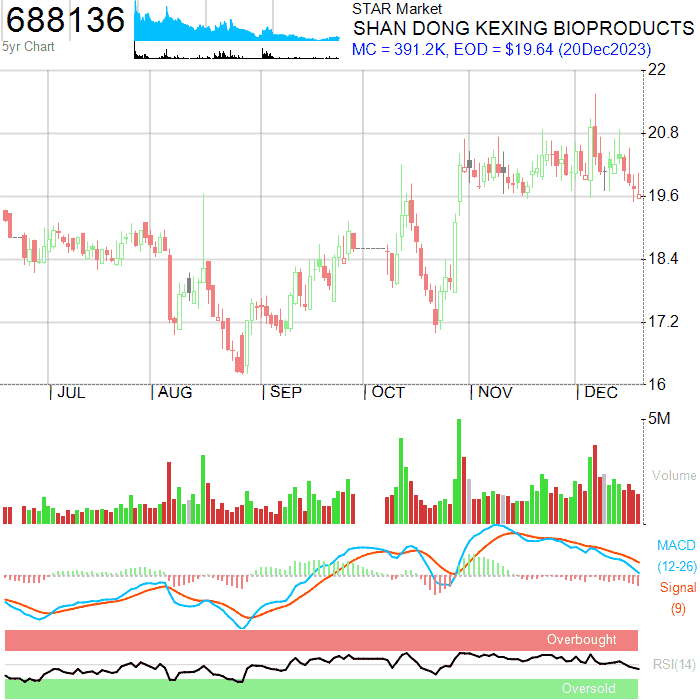 688136
5yr Chart
STAR Market
SHAN DONG KEXING BIOPRODUCTS
MC = 391.2K, EOD = $19.64 (20Dec2023)
22
20.8
19.6
18.4
17.2
16
JUL AUG SEP OCT NOV DEC
5M
Volume
MACD
(12-26)
Signal
(9)
Overbought
RSI(14)
Oversold